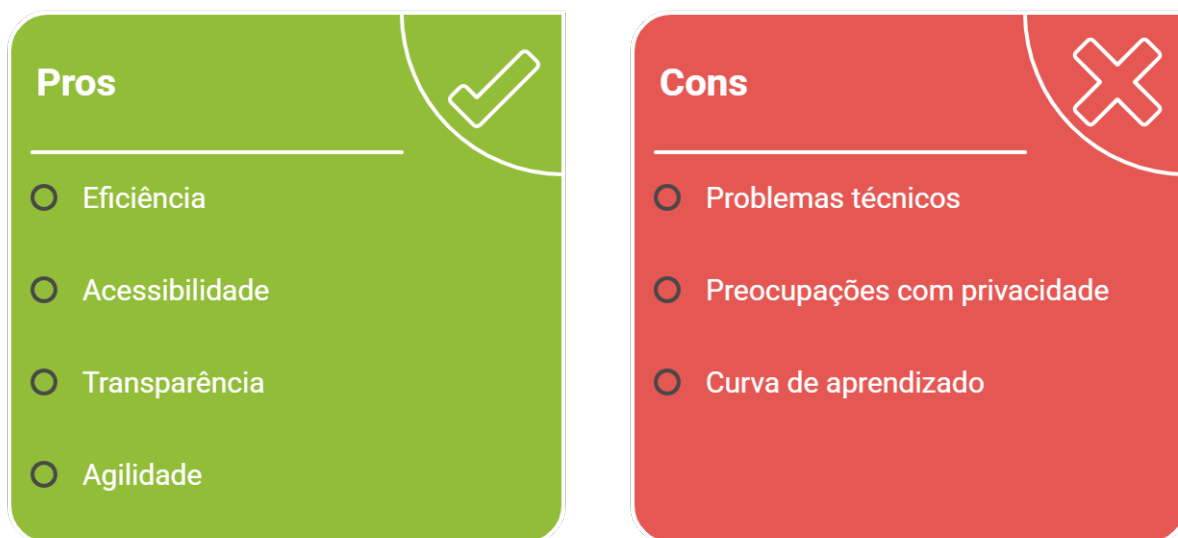 Pros
Eficiência
Acessibilidade
Transparência
Agilidade
Cons
Problemas técnicos
Preocupações com privacidade
Curva de aprendizado